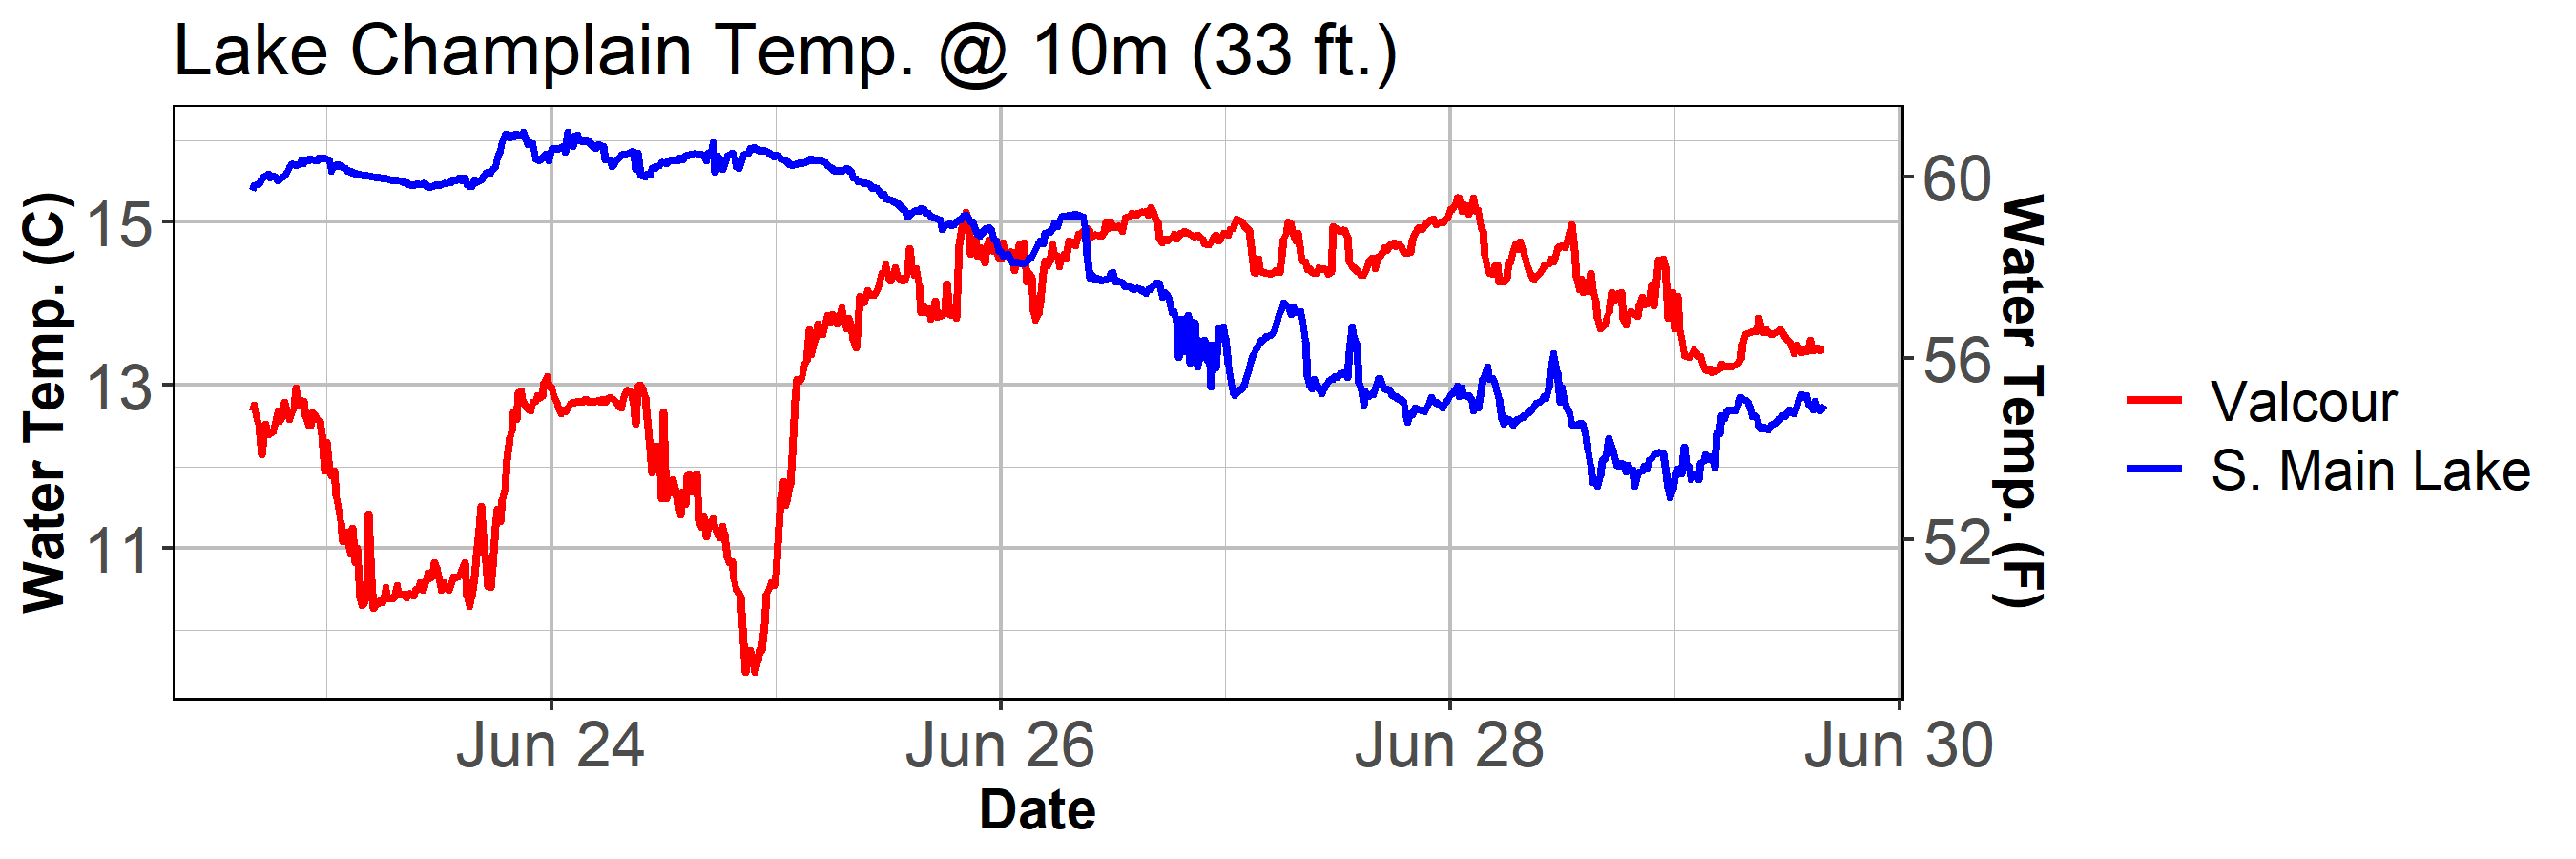 Lake Champlain Temp. @ 10m (33 ft.)
Water Temp. (C)
15
13
11
60
56
52
Water Temp. (F)
Jun 24
Jun 26
Jun 28
Jun 30
Date
Valcour
S. Main Lake